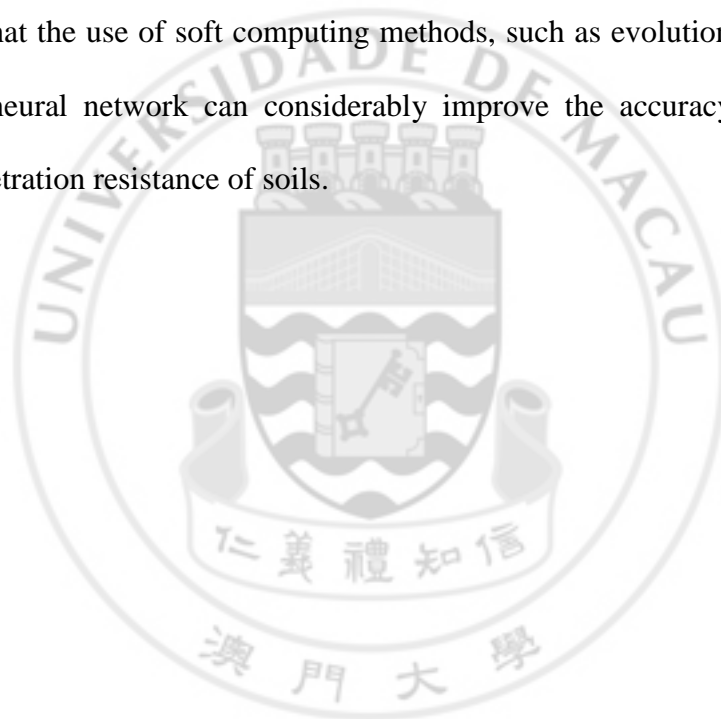 hat the use of soft computing methods, such as evolution
neural network can considerably improve the accuracy
etration resistance of soils.
UNIVERSIDADE DE MACAU
仁義禮知信
澳門大學